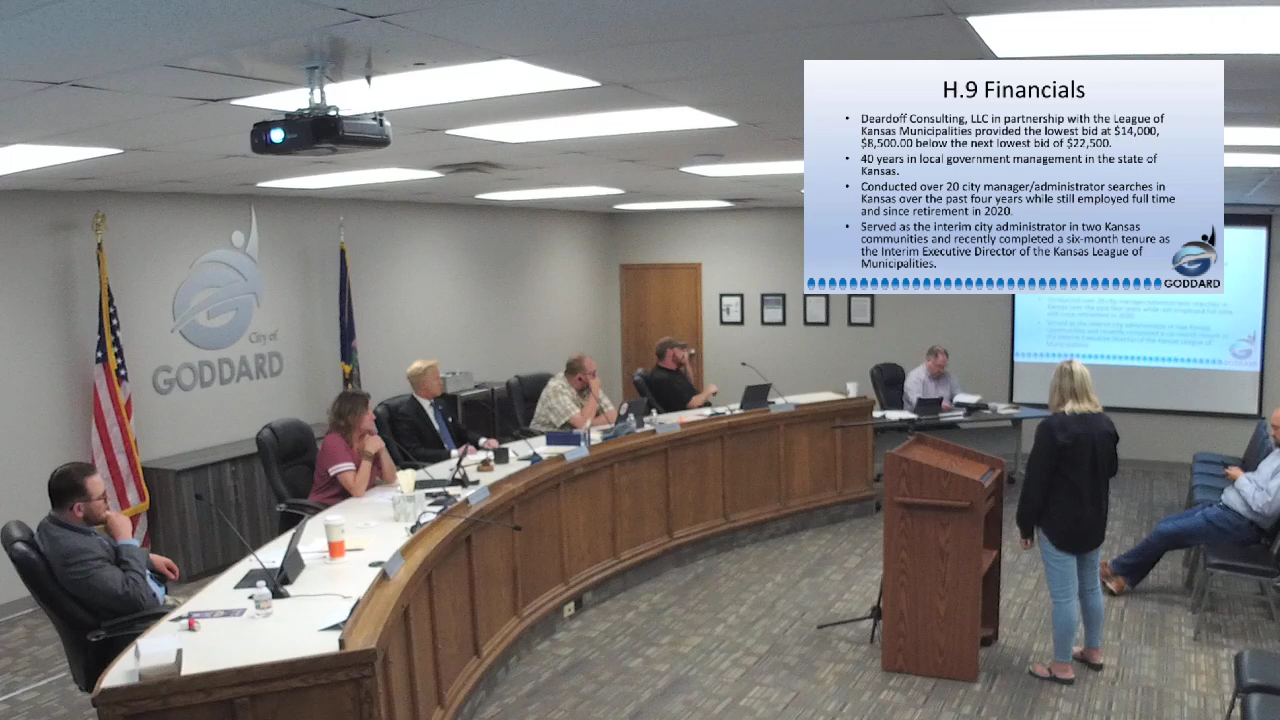 H.9 Financials
• Deardoff Consulting, LLC in partnership with the League of
Kansas Municipalities provided the lowest bid at $14,000,
$8,500.00 below the next lowest bid of $22,500.
• 40 years in local government management in the state of
Kansas.
• Conducted over 20 city manager/administrator searches in
Kansas over the past four years while still employed full time
and since retirement in 2020.
• Served as the interim city administrator in two Kansas
communities and recently completed a six-month tenure as
the Interim Executive Director of the Kansas League of
Municipalities.
GODDARD
City of
GODDARD